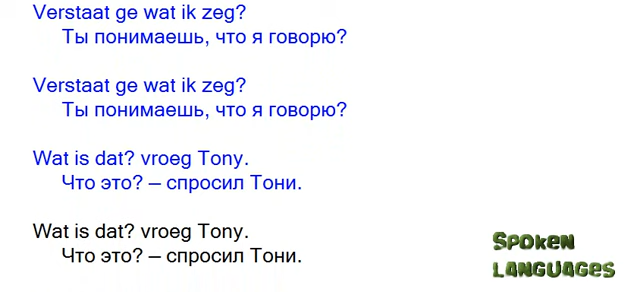 Verstaat ge wat ik zeg?
Ты понимаешь, что я говорю?
Verstaat ge wat ik zeg?
Ты понимаешь, что я говорю?
Wat is dat? vroeg Tony.
Что это? – спросил Тони.
Wat is dat? vroeg Tony.
Что это? – спросил Тони.
Spoken
Languages